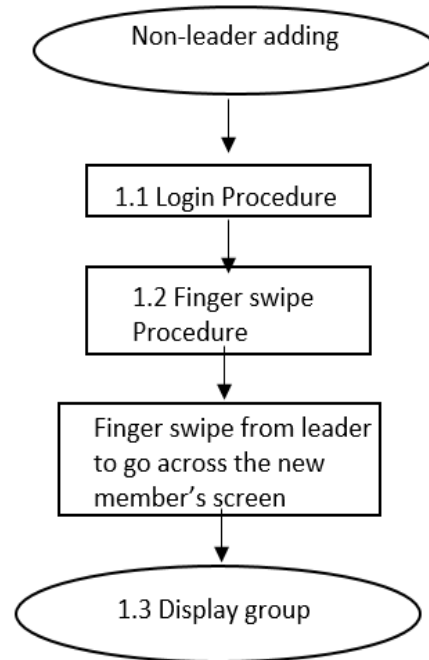 Non-leader adding
1.1 Login Procedure
1.2 Finger swipe
Procedure
Finger swipe from leader
to go across the new
member's screen
1.3 Display group